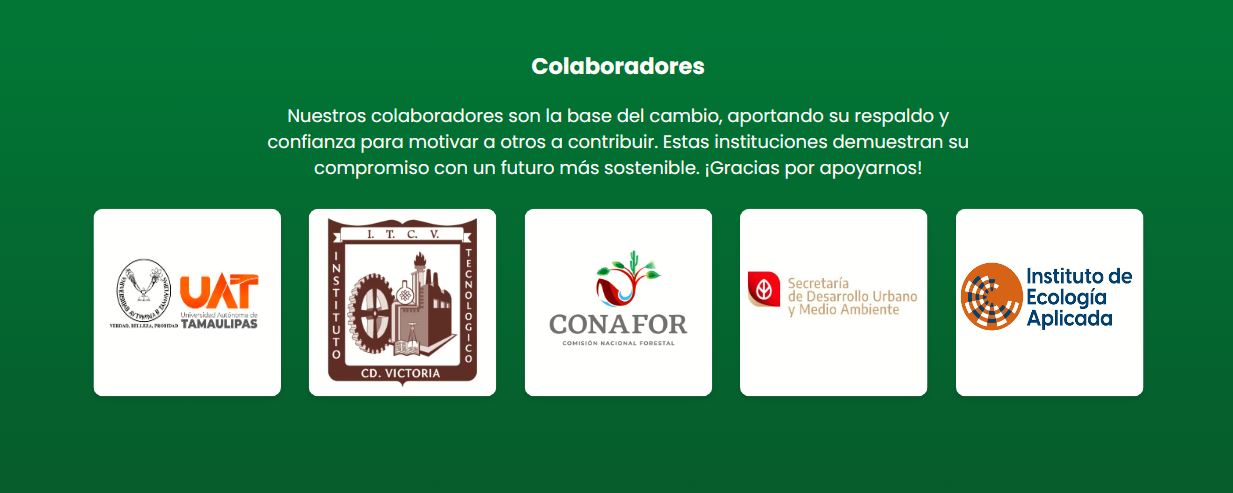 Colaboradores
Nuestros colaboradores son la base del cambio, aportando su respaldo y
confianza para motivar a otros a contribuir. Estas instituciones demuestran su
compromiso con un futuro más sostenible. ¡Gracias por apoyarnos!
UNIVERSIDAD AUTONOMA DE TAMAULIPAS
VERDAD, BELLEZA, PROBIDAD
UAT
Universidad Autónoma de
TAMAULIPAS
I. T. C. V.
INSTITUTO
TECNOLOGICO
CD. VICTORIA
CONAFOR
COMISIÓN NACIONAL FORESTAL
Secretaría
de Desarrollo Urbano
y Medio Ambiente
Instituto de
Ecología
Aplicada